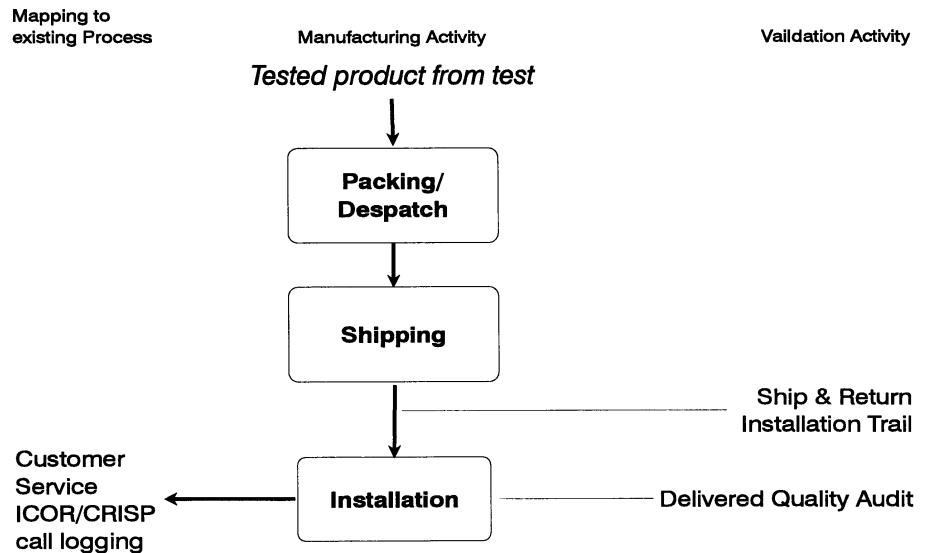 Mapping to
existing Process
Manufacturing Activity
Vaildation Activity
Tested product from test
Packing/
Despatch
Shipping
Ship & Return
Installation Trail
Customer
Service
ICOR/CRISP
call logging
Installation
Delivered Quality Audit